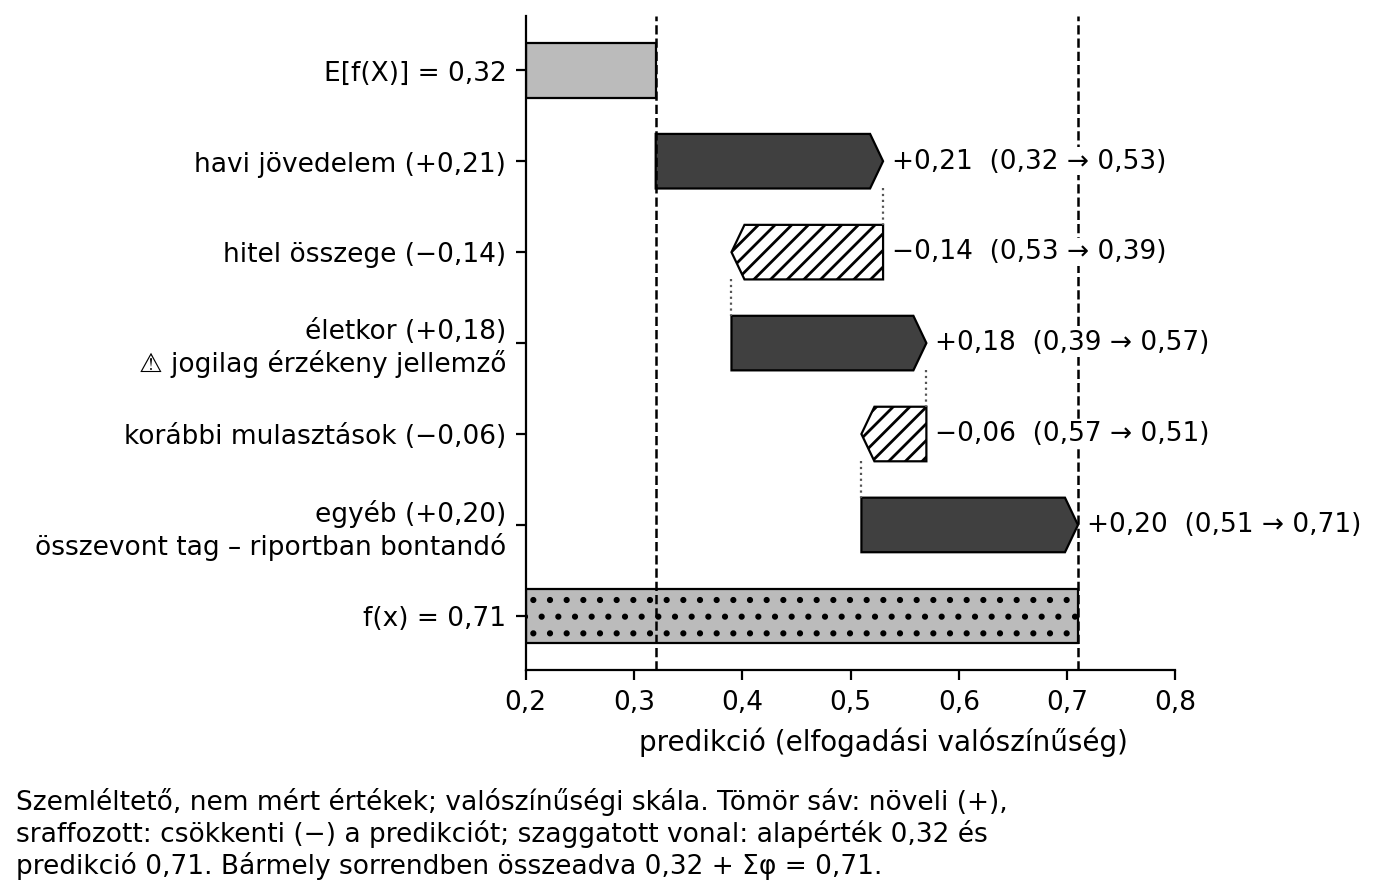 E[f(X)] = 0,32
havi jövedelem (+0,21)
+0,21 (0,32 → 0,53)
hitel összege (−0,14)
−0,14 (0,53 → 0,39)
életkor (+0,18)
⚠ jogilag érzékeny jellemző
+0,18 (0,39 → 0,57)
korábbi mulasztások (−0,06)
−0,06 (0,57 → 0,51)
egyéb (+0,20)
összevont tag – riportban bontandó
+0,20 (0,51 → 0,71)
f(x) = 0,71
0,2 0,3 0,4 0,5 0,6 0,7 0,8
predikció (elfogadási valószínűség)
Szemléltető, nem mért értékek; valószínűségi skála. Tömör sáv: növeli (+),
sraffozott: csökkenti (−) a predikciót; szaggatott vonal: alapérték 0,32 és
predikció 0,71. Bármely sorrendben összeadva 0,32 + Σφ = 0,71.